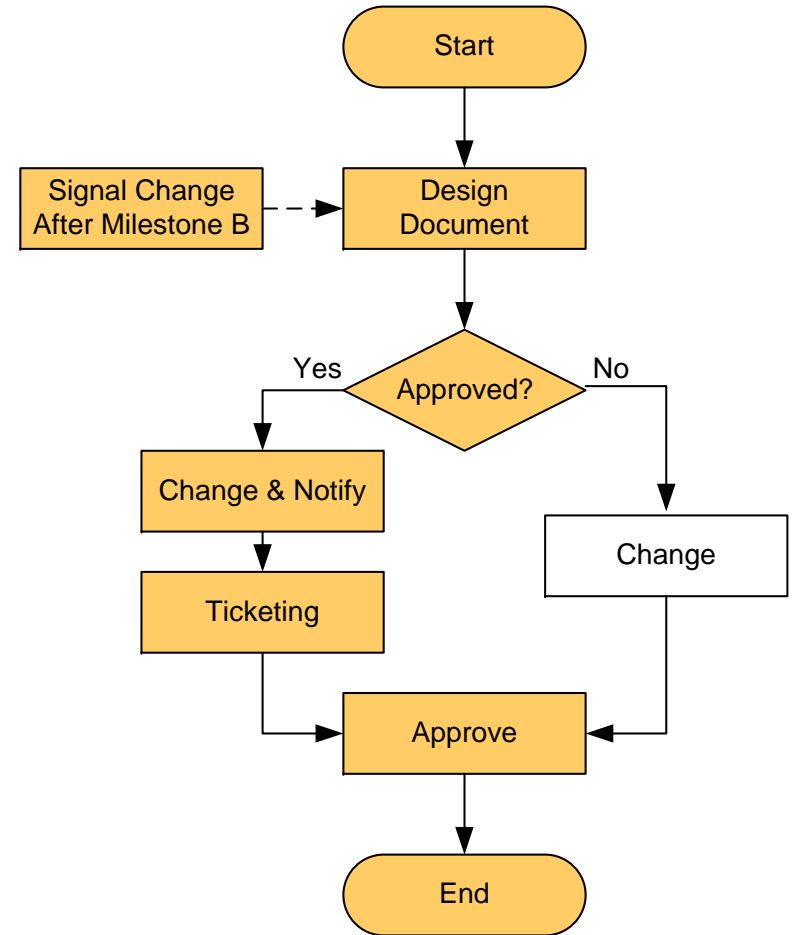 Start
Signal Change
After Milestone B
Design
Document
Yes
Approved?
No
Change & Notify
Change
Ticketing
Approve
End